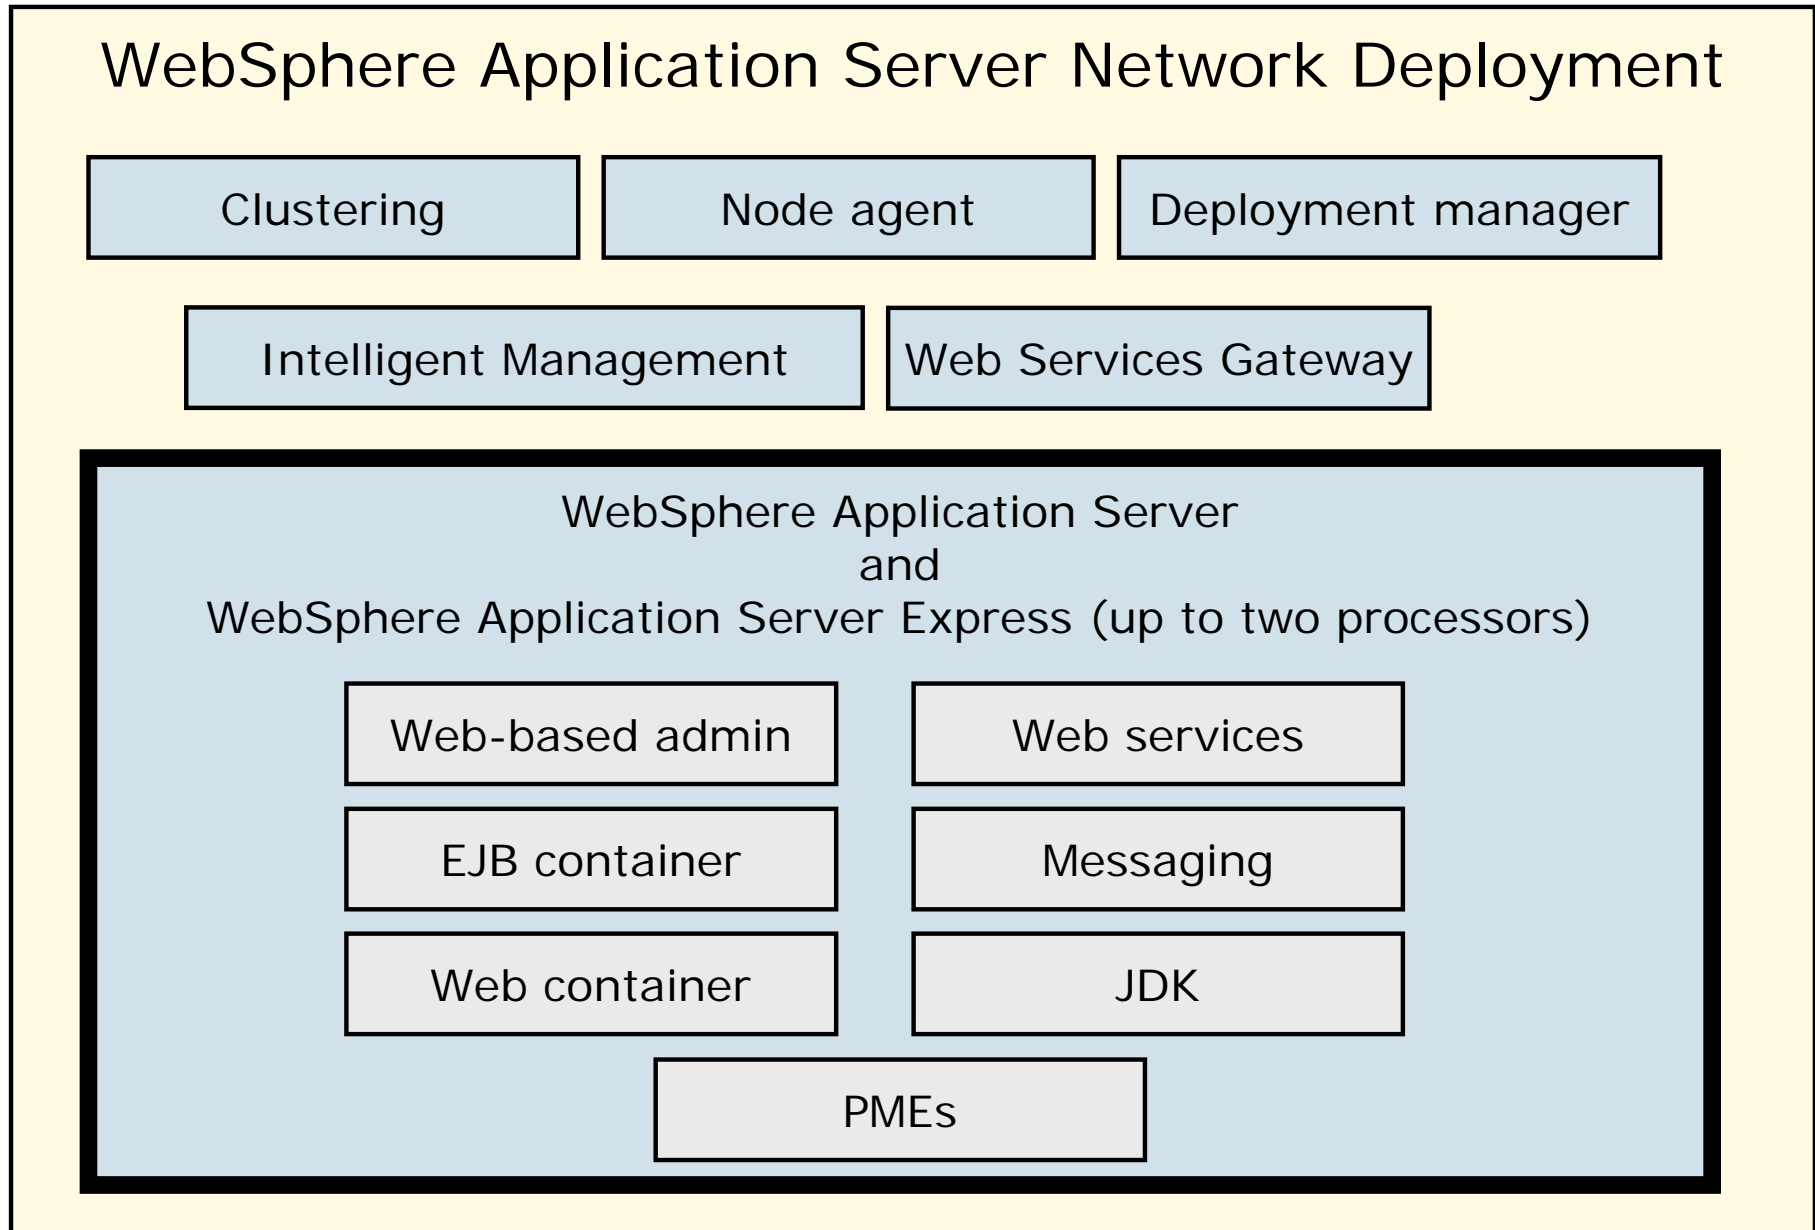 WebSphere Application Server Network Deployment
Clustering
Node agent
Deployment manager
Intelligent Management
Web Services Gateway
WebSphere Application Server
and
WebSphere Application Server Express (up to two processors)
Web-based admin
Web services
EJB container
Messaging
Web container
JDK
PMEs